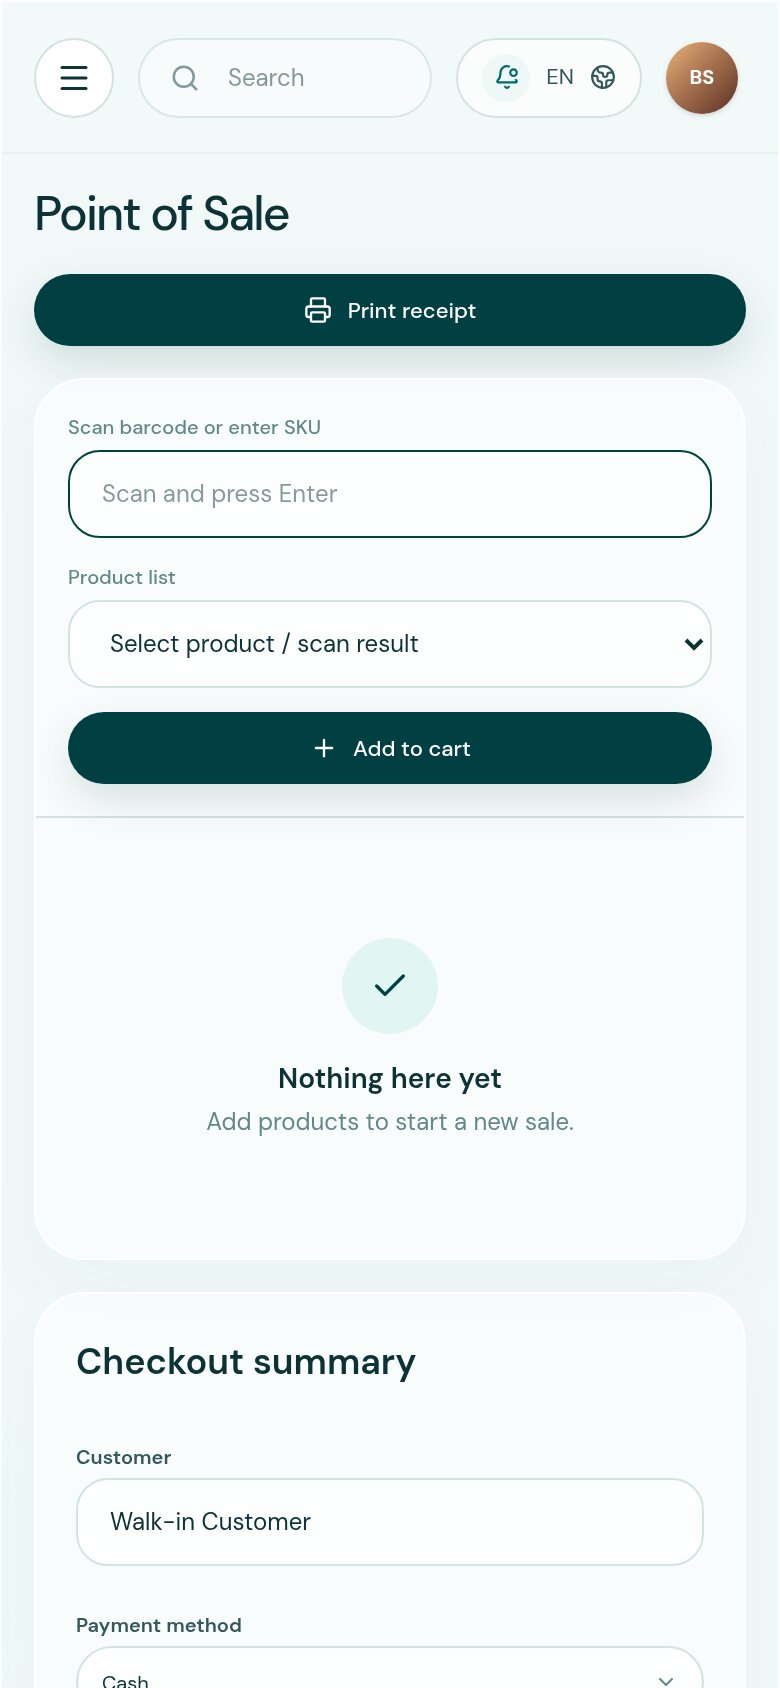 Search
EN
BS
Point of Sale
Print receipt
Scan barcode or enter SKU
Scan and press Enter
Product list
Select product / scan result
Add to cart
Nothing here yet
Add products to start a new sale.
Checkout summary
Customer
Walk-in Customer
Payment method
Cash